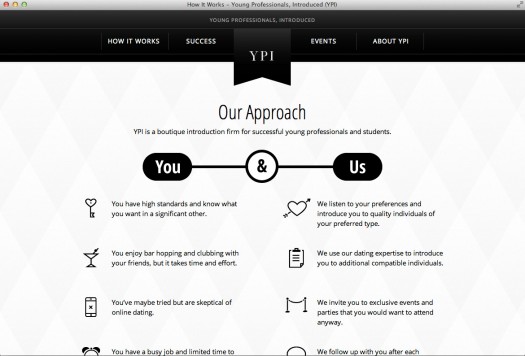 How It Works – Young Professionals, Introduced (YPI)
YOUNG PROFESSIONALS, INTRODUCED
HOW IT WORKS SUCCESS YPI EVENTS ABOUT YPI
Our Approach
YPI is a boutique introduction firm for successful young professionals and students.
You & Us
You have high standards and know what
you want in a significant other.
We listen to your preferences and
introduce you to quality individuals of
your preferred type.
You enjoy bar hopping and clubbing with
your friends, but it takes time and effort.
We use our dating expertise to introduce
you to additional compatible individuals.
You've maybe tried but are skeptical of
online dating.
We invite you to exclusive events and
parties that you would want to attend
anyway.
You have a busy job and limited time to
We follow up with you after each